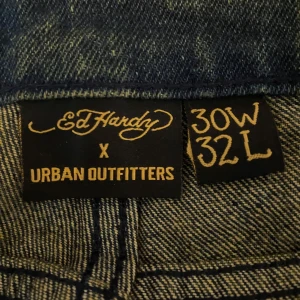 Ed Hardy
X
URBAN OUTFITTERS
30W
32L